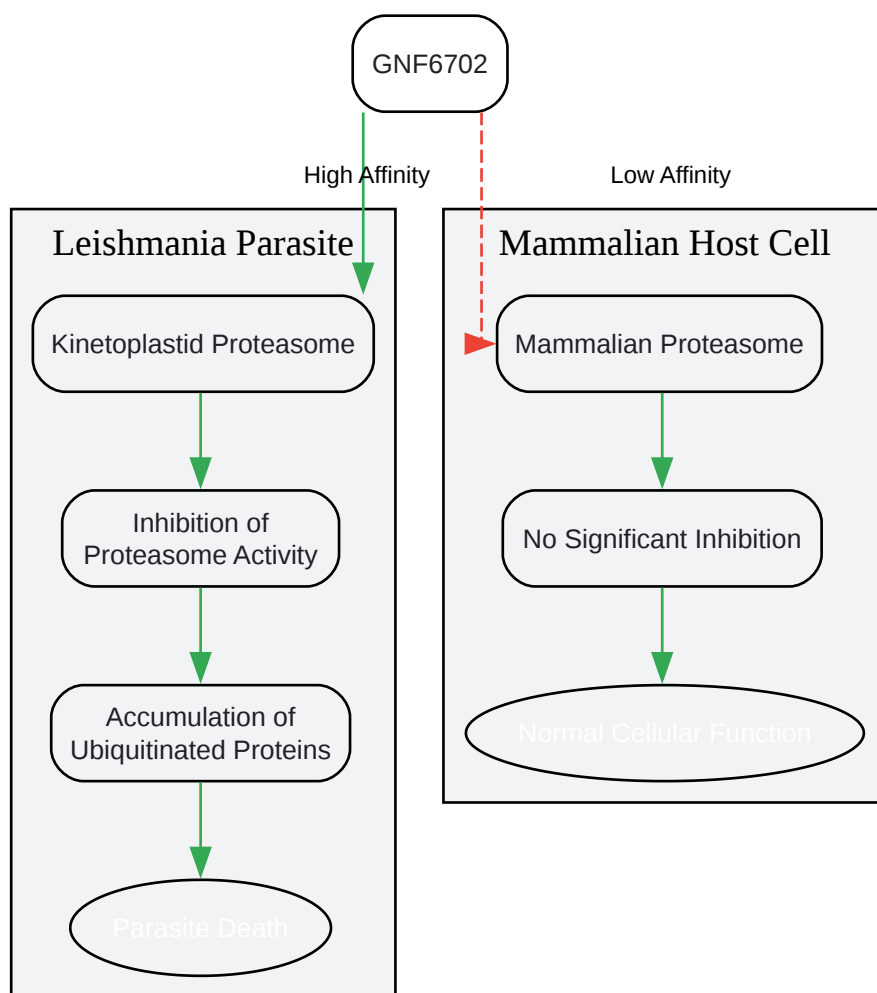 GNF6702
High Affinity
Low Affinity
Leishmania Parasite
Kinetoplastid Proteasome
Inhibition of
Proteasome Activity
Accumulation of
Ubiquitinated Proteins
Parasite Death
Mammalian Host Cell
Mammalian Proteasome
No Significant Inhibition
Normal Cellular Function